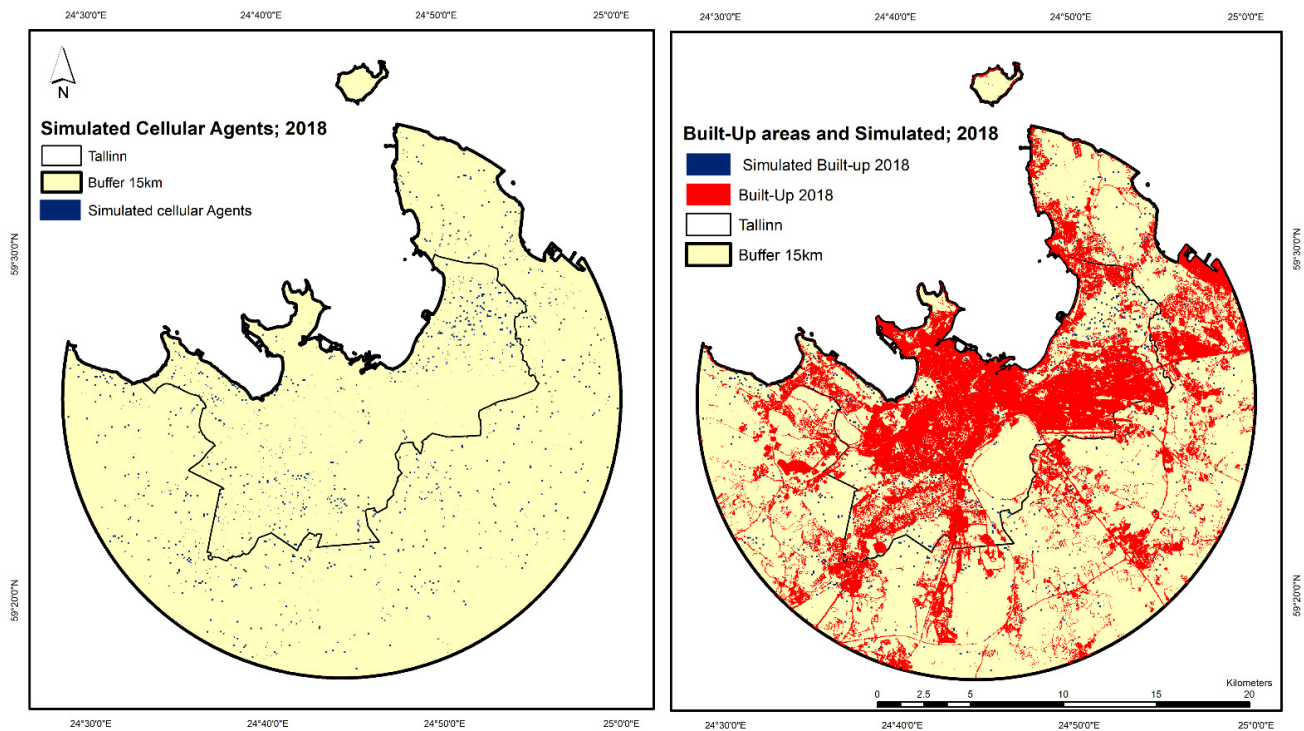 24°30'0"E 24°40'0"E 24°50'0"E 25°0'0"E
N
Simulated Cellular Agents; 2018
Tallinn
Buffer 15km
Simulated cellular Agents
59°30'0"N
59°20'0"N
24°30'0"E 24°40'0"E 24°50'0"E 25°0'0"E
24°30'0"E 24°40'0"E 24°50'0"E 25°0'0"E
Built-Up areas and Simulated; 2018
Simulated Built-up 2018
Built-Up 2018
Tallinn
Buffer 15km
59°30'0"N
59°20'0"N
Kilometers
0 2.5 5 10 15 20
24°30'0"E 24°40'0"E 24°50'0"E 25°0'0"E